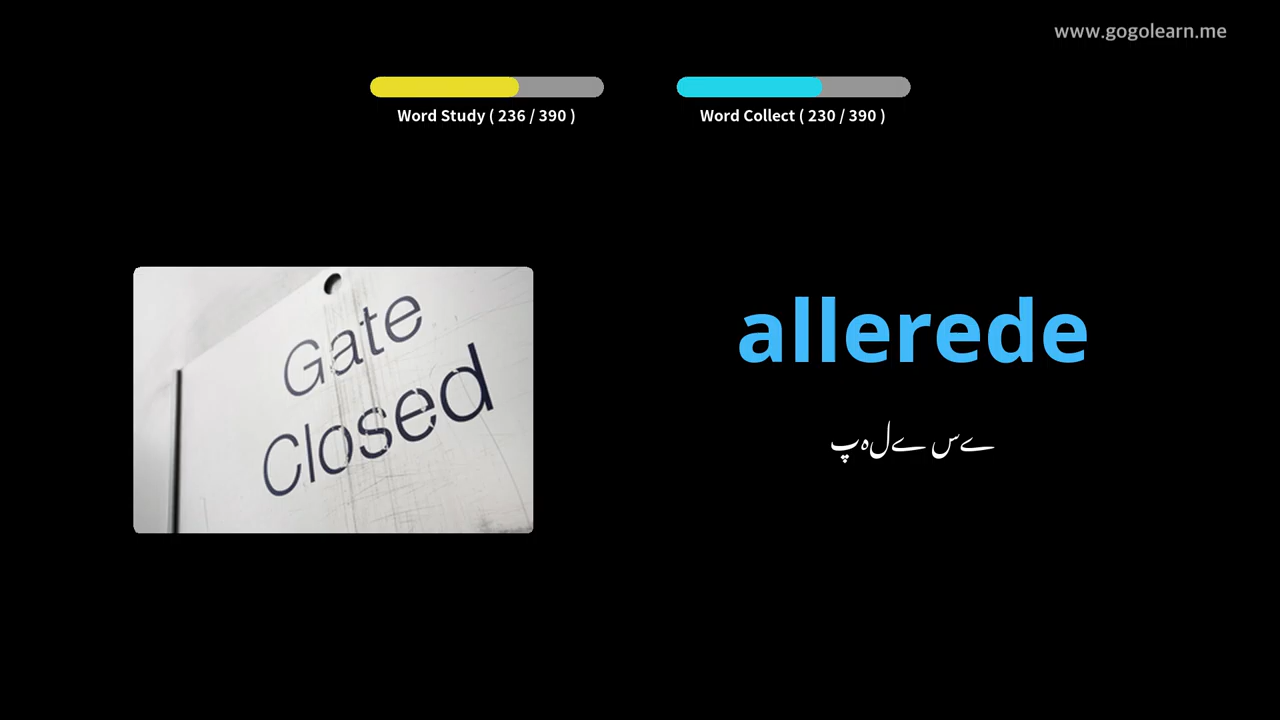 www.gogolearn.me
Word Study ( 236 / 390 )
Word Collect ( 230 / 390 )
Gate
Closed
allerede
پہلے سے